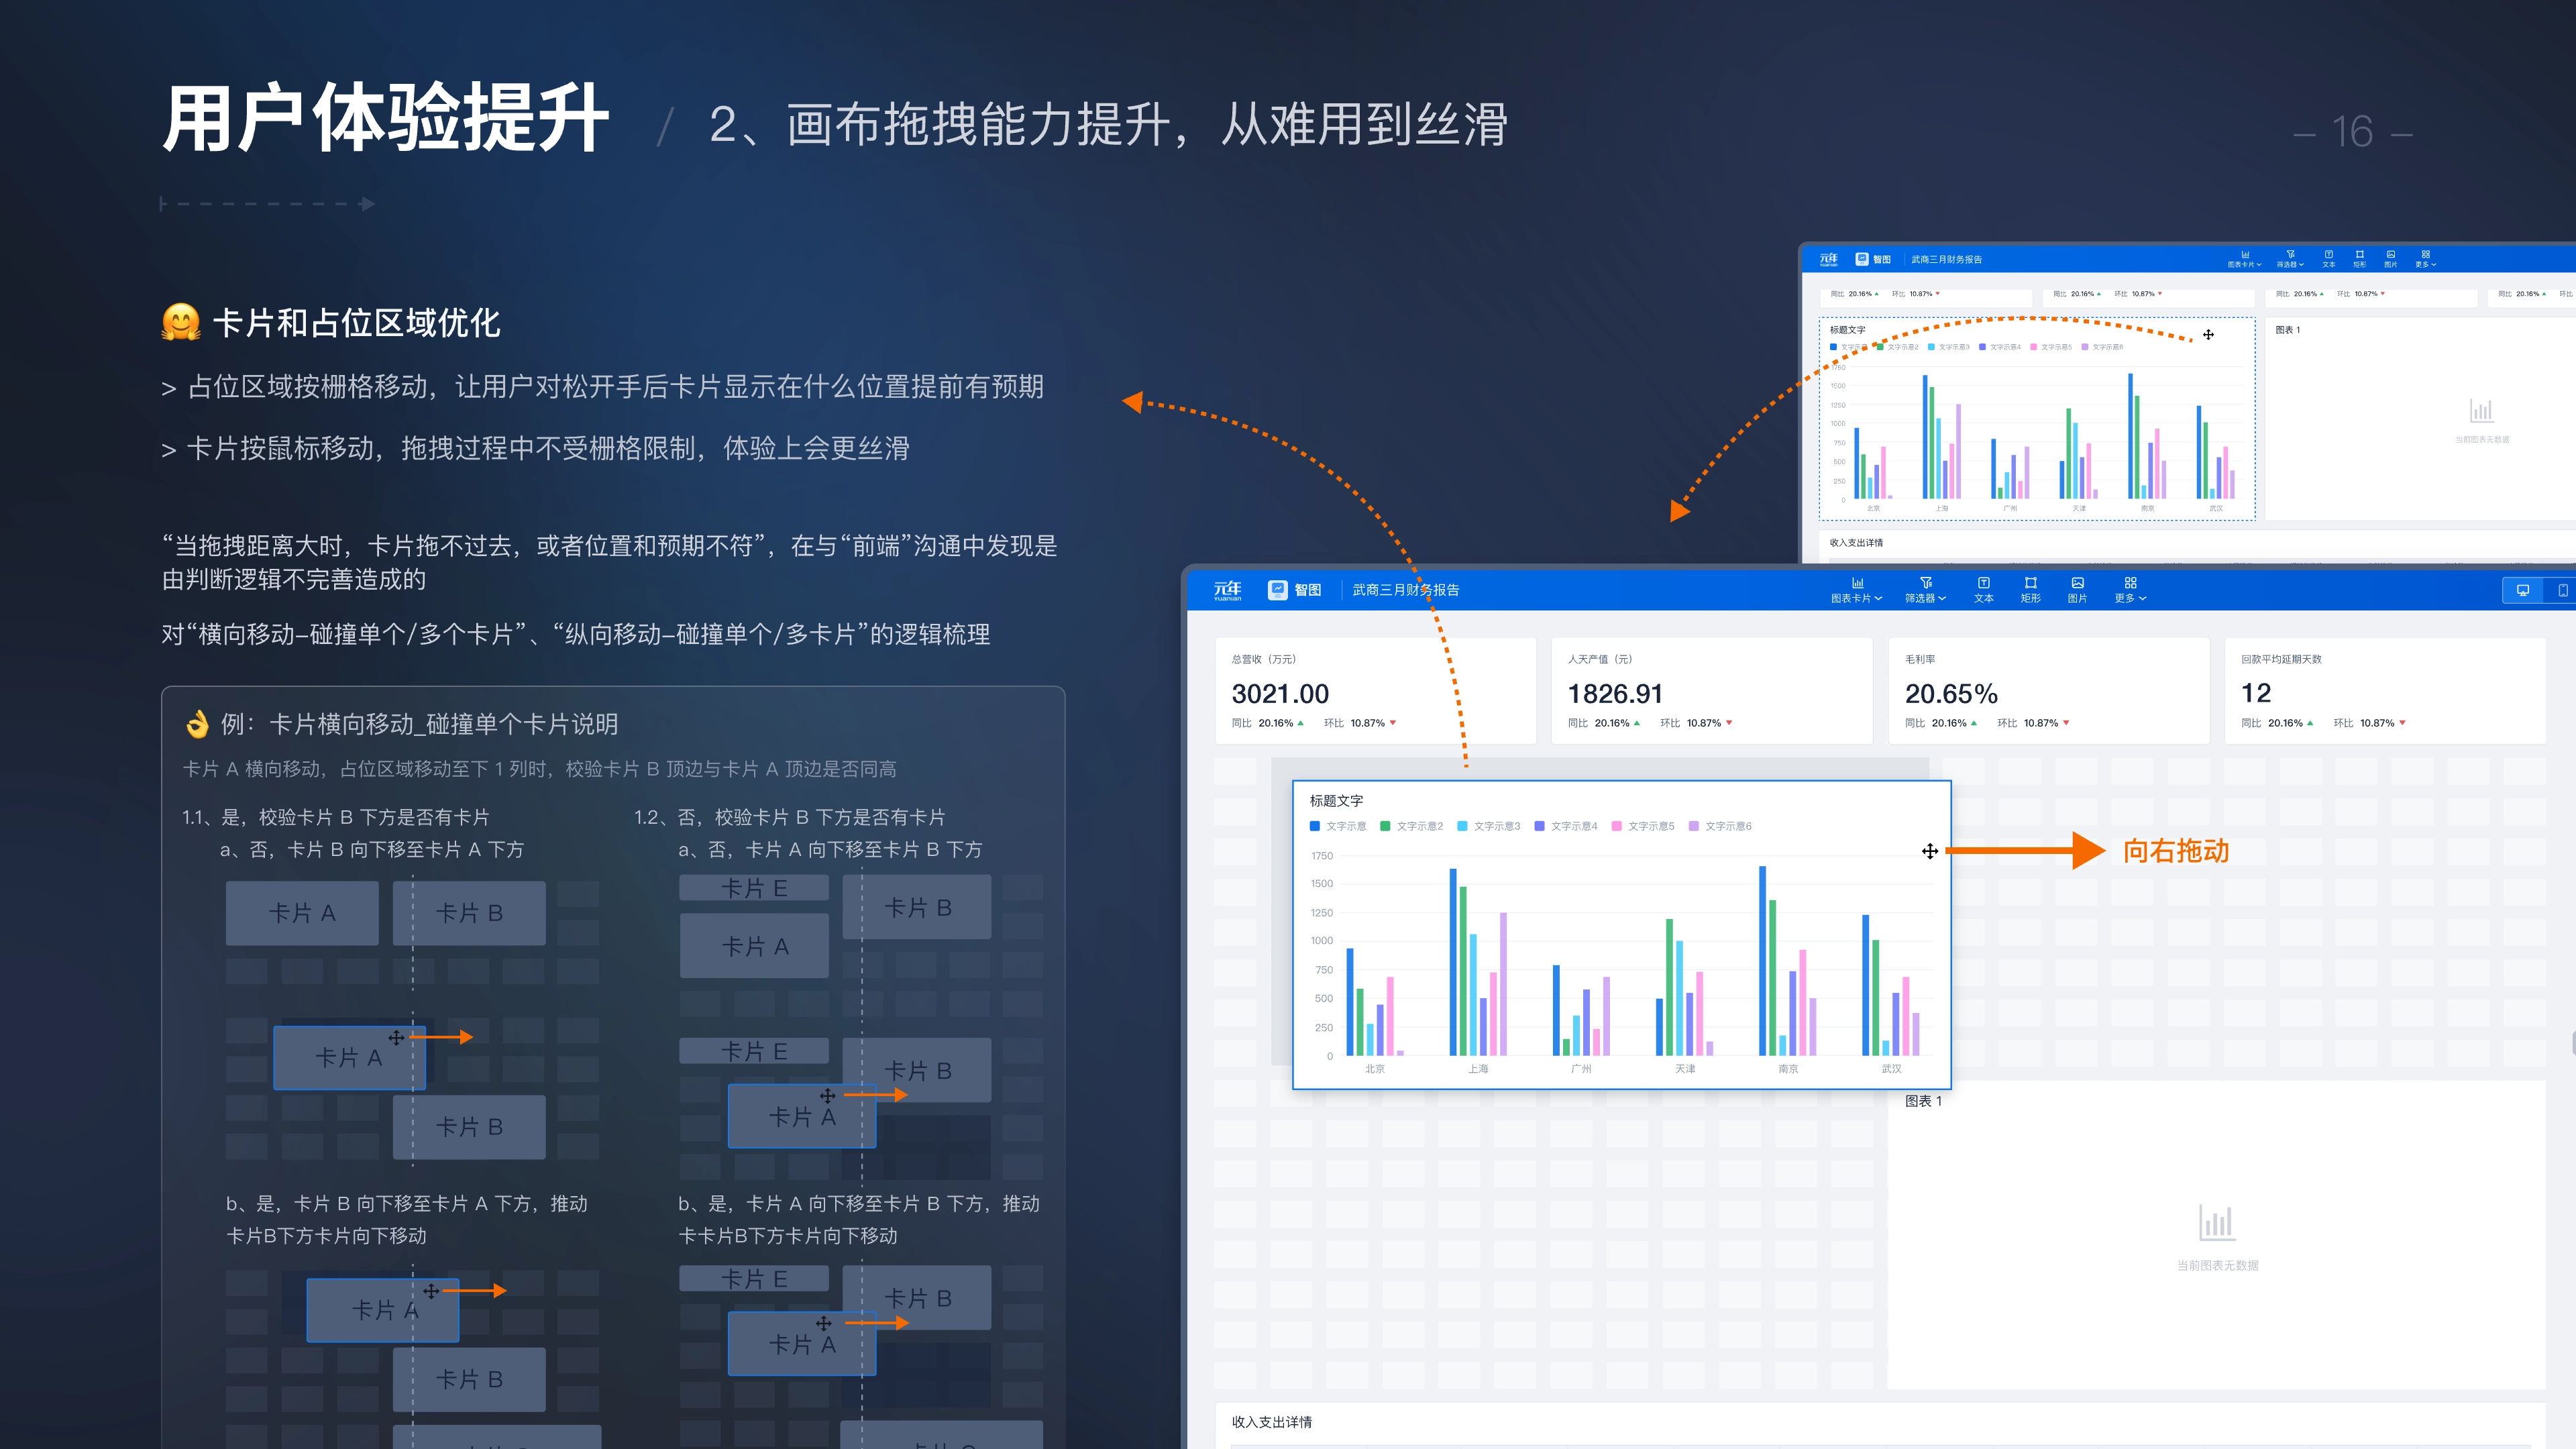 用户体验提升 / 2、画布拖拽能力提升，从难用到丝滑
– 16 –
🤗 卡片和占位区域优化
> 占位区域按栅格移动，让用户对松开手后卡片显示在什么位置提前有预期
> 卡片按鼠标移动，拖拽过程中不受栅格限制，体验上会更丝滑
“当拖拽距离大时，卡片拖不过去，或者位置和预期不符”，在与“前端”沟通中发现是
由判断逻辑不完善造成的
对“横向移动–碰撞单个/多个卡片”、“纵向移动–碰撞单个/多卡片”的逻辑梳理
👌 例：卡片横向移动_碰撞单个卡片说明
卡片 A 横向移动，占位区域移动至下 1 列时，校验卡片 B 顶边与卡片 A 顶边是否同高
1.1、是，校验卡片 B 下方是否有卡片
a、否，卡片 B 向下移至卡片 A 下方
卡片 A 卡片 B
卡片 A
卡片 B
b、是，卡片 B 向下移至卡片 A 下方，推动
卡片B下方卡片向下移动
卡片 A
卡片 B
1.2、否，校验卡片 B 下方是否有卡片
a、否，卡片 A 向下移至卡片 B 下方
卡片 E
卡片 B
卡片 A
卡片 E
卡片 B
卡片 A
b、是，卡片 A 向下移至卡片 B 下方，推动
卡卡片B下方卡片向下移动
卡片 E
卡片 B
卡片 A
元年 智图 武商三月财务报告 图表卡片 筛选器 文本 矩形 图片 更多
同比 20.16% 环比 10.87% 同比 20.16% 环比 10.87% 同比 20.16% 环比 10.87% 同比 20.16% 环比
标题文字
图表 1
文字示意 文字示意2 文字示意3 文字示意4 文字示意5 文字示意6
1750
1500
1250
1000
750
500
250
0
北京 上海 广州 天津 南京 武汉
当前图表无数据
收入支出详情
元年 YUANIAN 智图 武商三月财务报告 图表卡片 筛选器 文本 矩形 图片 更多
总营收（万元） 人天产值（元） 毛利率 回款平均延期天数
3021.00 1826.91 20.65% 12
同比 20.16% 环比 10.87% 同比 20.16% 环比 10.87% 同比 20.16% 环比 10.87% 同比 20.16% 环比 10.87%
标题文字
文字示意 文字示意2 文字示意3 文字示意4 文字示意5 文字示意6
1750
1500
1250
1000
750
500
250
0
北京 上海 广州 天津 南京 武汉
向右拖动
图表 1
当前图表无数据
收入支出详情